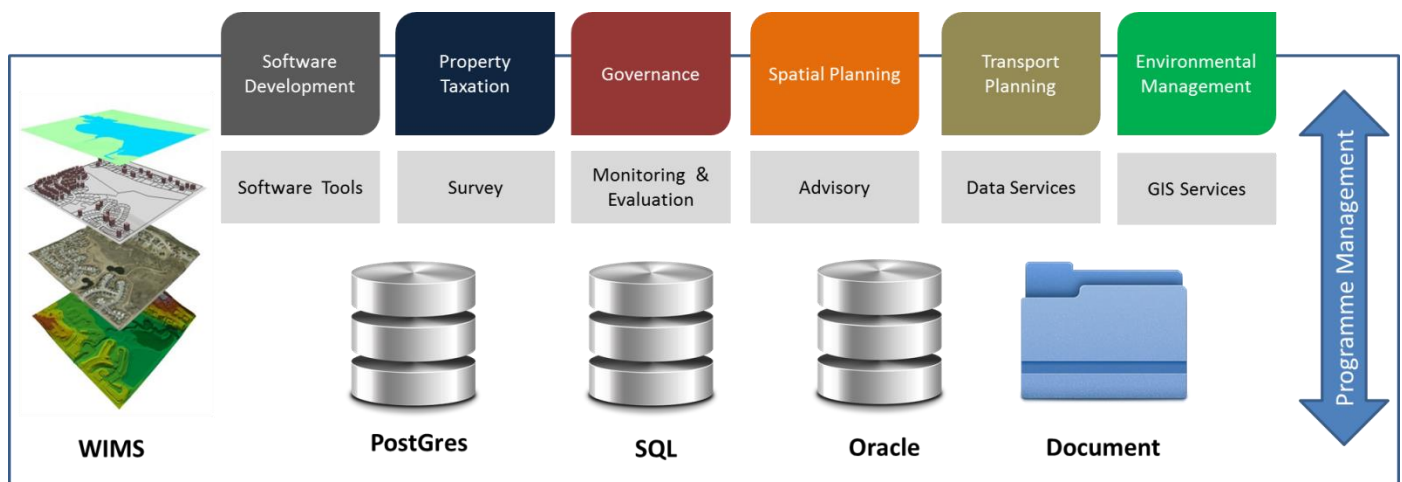 Software
Development
Property
Taxation
Governance
Spatial Planning
Transport
Planning
Environmental
Management
Software Tools
Survey
Monitoring &
Evaluation
Advisory
Data Services
GIS Services
Programme Management
WIMS
PostGres
SQL
Oracle
Document